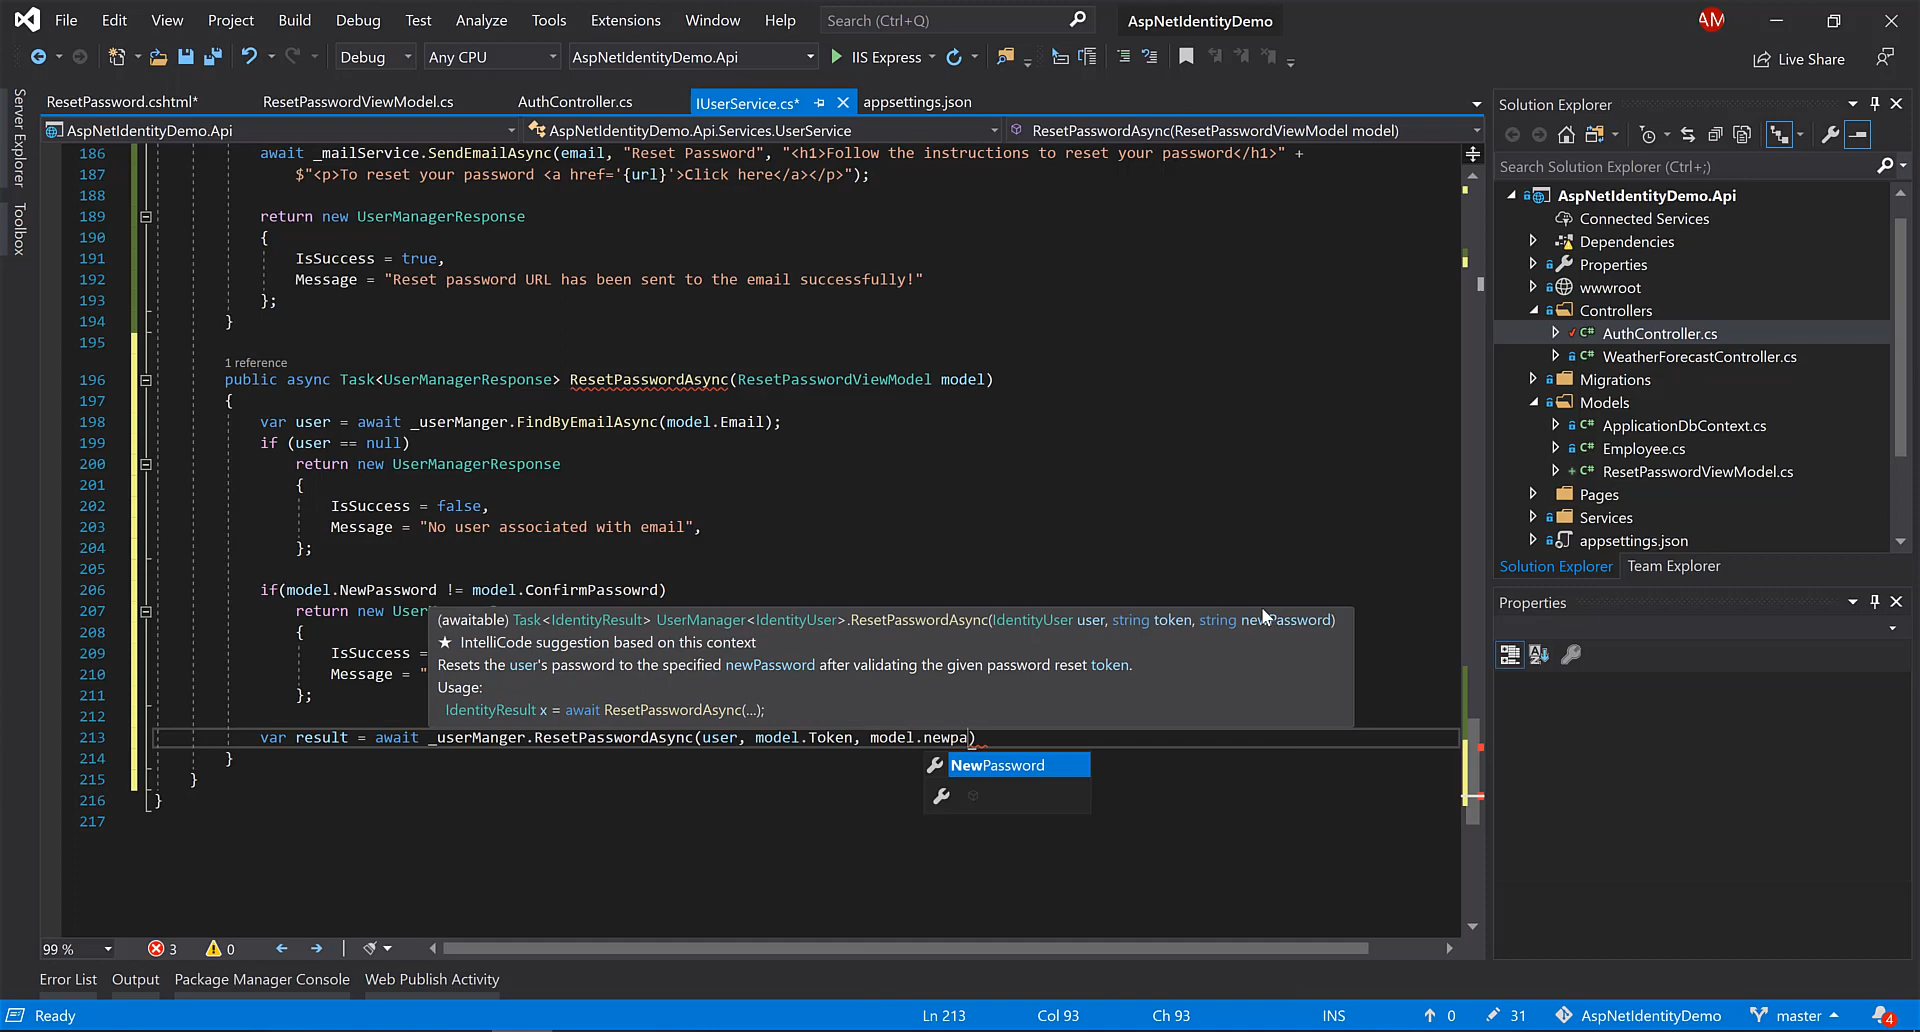 File Edit View Project Build Debug Test Analyze Tools Extensions Window Help Search (Ctrl+Q) AspNetIdentityDemo AM
Debug Any CPU AspNetIdentityDemo.Api IIS Express Live Share
Server Explorer
Toolbox
ResetPassword.cshtml* ResetPasswordViewModel.cs AuthController.cs IUserService.cs* appsettings.json
AspNetIdentityDemo.Api AspNetIdentityDemo.Api.Services.UserService ResetPasswordAsync(ResetPasswordViewModel model)
186 await _mailService.SendEmailAsync(email, "Reset Password", "<h1>Follow the instructions to reset your password</h1>" +
187 $"<p>To reset your password <a href='{url}'>Click here</a></p>");
188
189 return new UserManagerResponse
190 {
191 IsSuccess = true,
192 Message = "Reset password URL has been sent to the email successfully!"
193 };
194 }
195
1 reference
196 public async Task<UserManagerResponse> ResetPasswordAsync(ResetPasswordViewModel model)
197 {
198 var user = await _userManger.FindByEmailAsync(model.Email);
199 if (user == null)
200 return new UserManagerResponse
201 {
202 IsSuccess = false,
203 Message = "No user associated with email",
204 };
205
206 if(model.NewPassword != model.ConfirmPassowrd)
207 return new User
208 {
209 IsSuccess =
210 Message = "
211 };
212
213 var result = await _userManger.ResetPasswordAsync(user, model.Token, model.newpa)
214 }
215 }
216 }
217
(awaitable) Task<IdentityResult> UserManager<IdentityUser>.ResetPasswordAsync(IdentityUser user, string token, string newPassword)
★ IntelliCode suggestion based on this context
Resets the user's password to the specified newPassword after validating the given password reset token.
Usage:
IdentityResult x = await ResetPasswordAsync(...);
NewPassword
99 % 3 0
Error List Output Package Manager Console Web Publish Activity
Ready Ln 213 Col 93 Ch 93 INS 0 31 AspNetIdentityDemo master 4
Solution Explorer
Search Solution Explorer (Ctrl+;)
AspNetIdentityDemo.Api
Connected Services
Dependencies
Properties
wwwroot
Controllers
C# AuthController.cs
C# WeatherForecastController.cs
Migrations
Models
C# ApplicationDbContext.cs
C# Employee.cs
C# ResetPasswordViewModel.cs
Pages
Services
appsettings.json
Solution Explorer Team Explorer
Properties